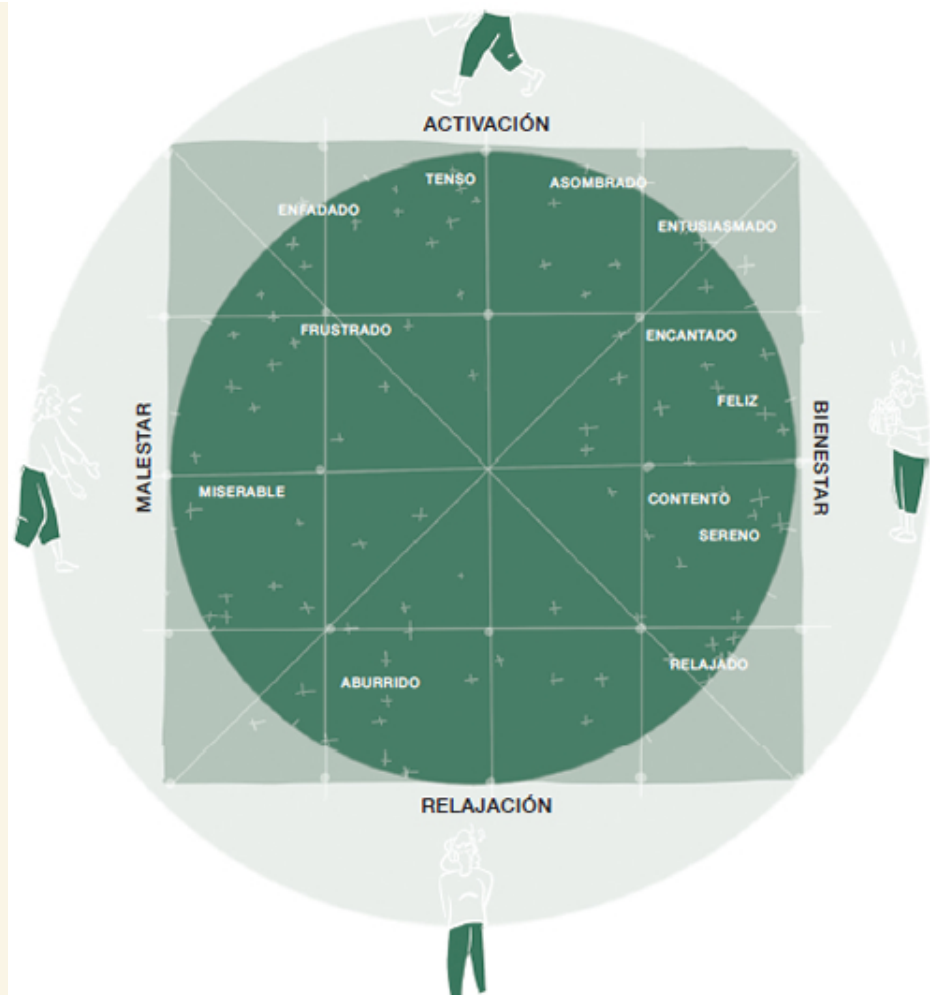 ACTIVACIÓN
TENSO
ASOMBRADO
ENFADADO
ENTUSIASMADO
FRUSTRADO
ENCANTADO
FELIZ
MALESTAR
BIENESTAR
MISERABLE
CONTENTO
SERENO
RELAJADO
ABURRIDO
RELAJACIÓN